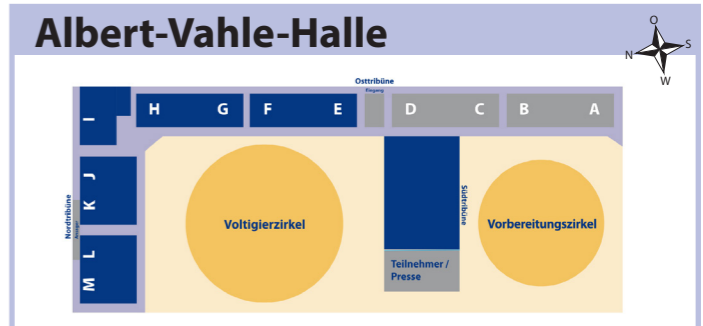 Albert-Vahle-Halle
O
N
S
W
Osttribüne
Eingang
H
G
F
E
D
C
B
A
I
J
K
L
M
Nordtribüne
Südtribüne
Voltigierzirkel
Vorbereitungszirkel
Teilnehmer /
Presse